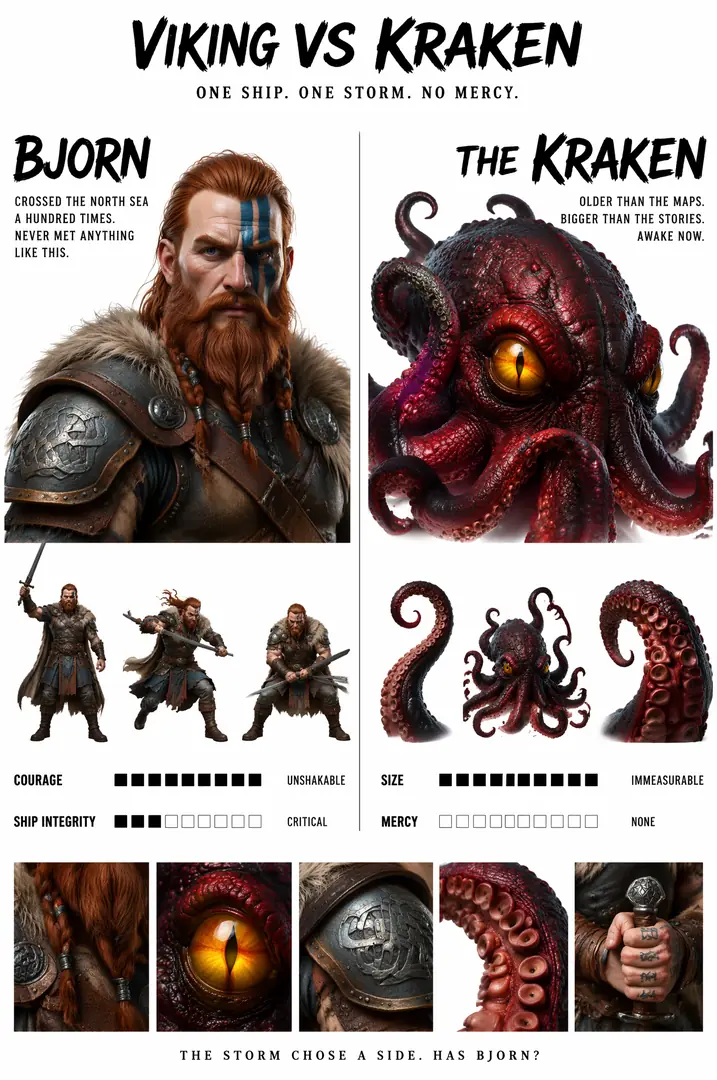 VIKING VS KRAKEN
ONE SHIP. ONE STORM. NO MERCY.
BJORN
CROSSED THE NORTH SEA
A HUNDRED TIMES.
NEVER MET ANYTHING
LIKE THIS.
THE KRAKEN
OLDER THAN THE MAPS.
BIGGER THAN THE STORIES.
AWAKE NOW.
COURAGE UNSHAKABLE
SHIP INTEGRITY CRITICAL
SIZE IMMEASURABLE
MERCY NONE
THE STORM CHOSE A SIDE. HAS BJORN?